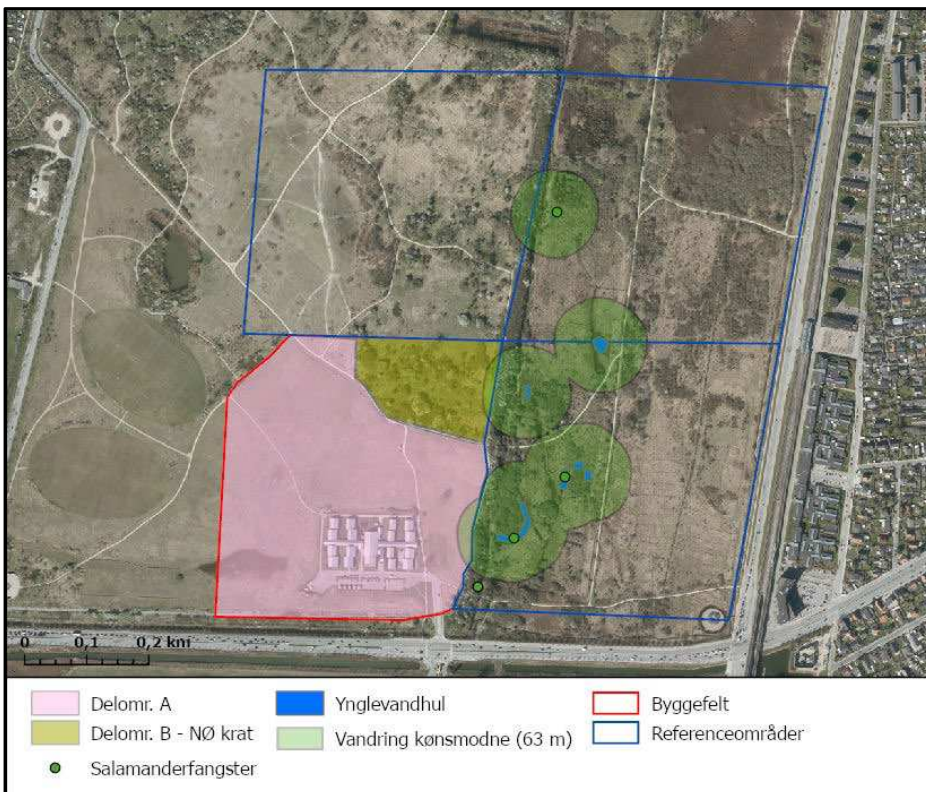 0 0,1 0,2 km
Delomr. A
Delomr. B - NØ krat
Salamanderfangster
Ynglevandhul
Vandring kønsmodne (63 m)
Byggefelt
Referenceområder